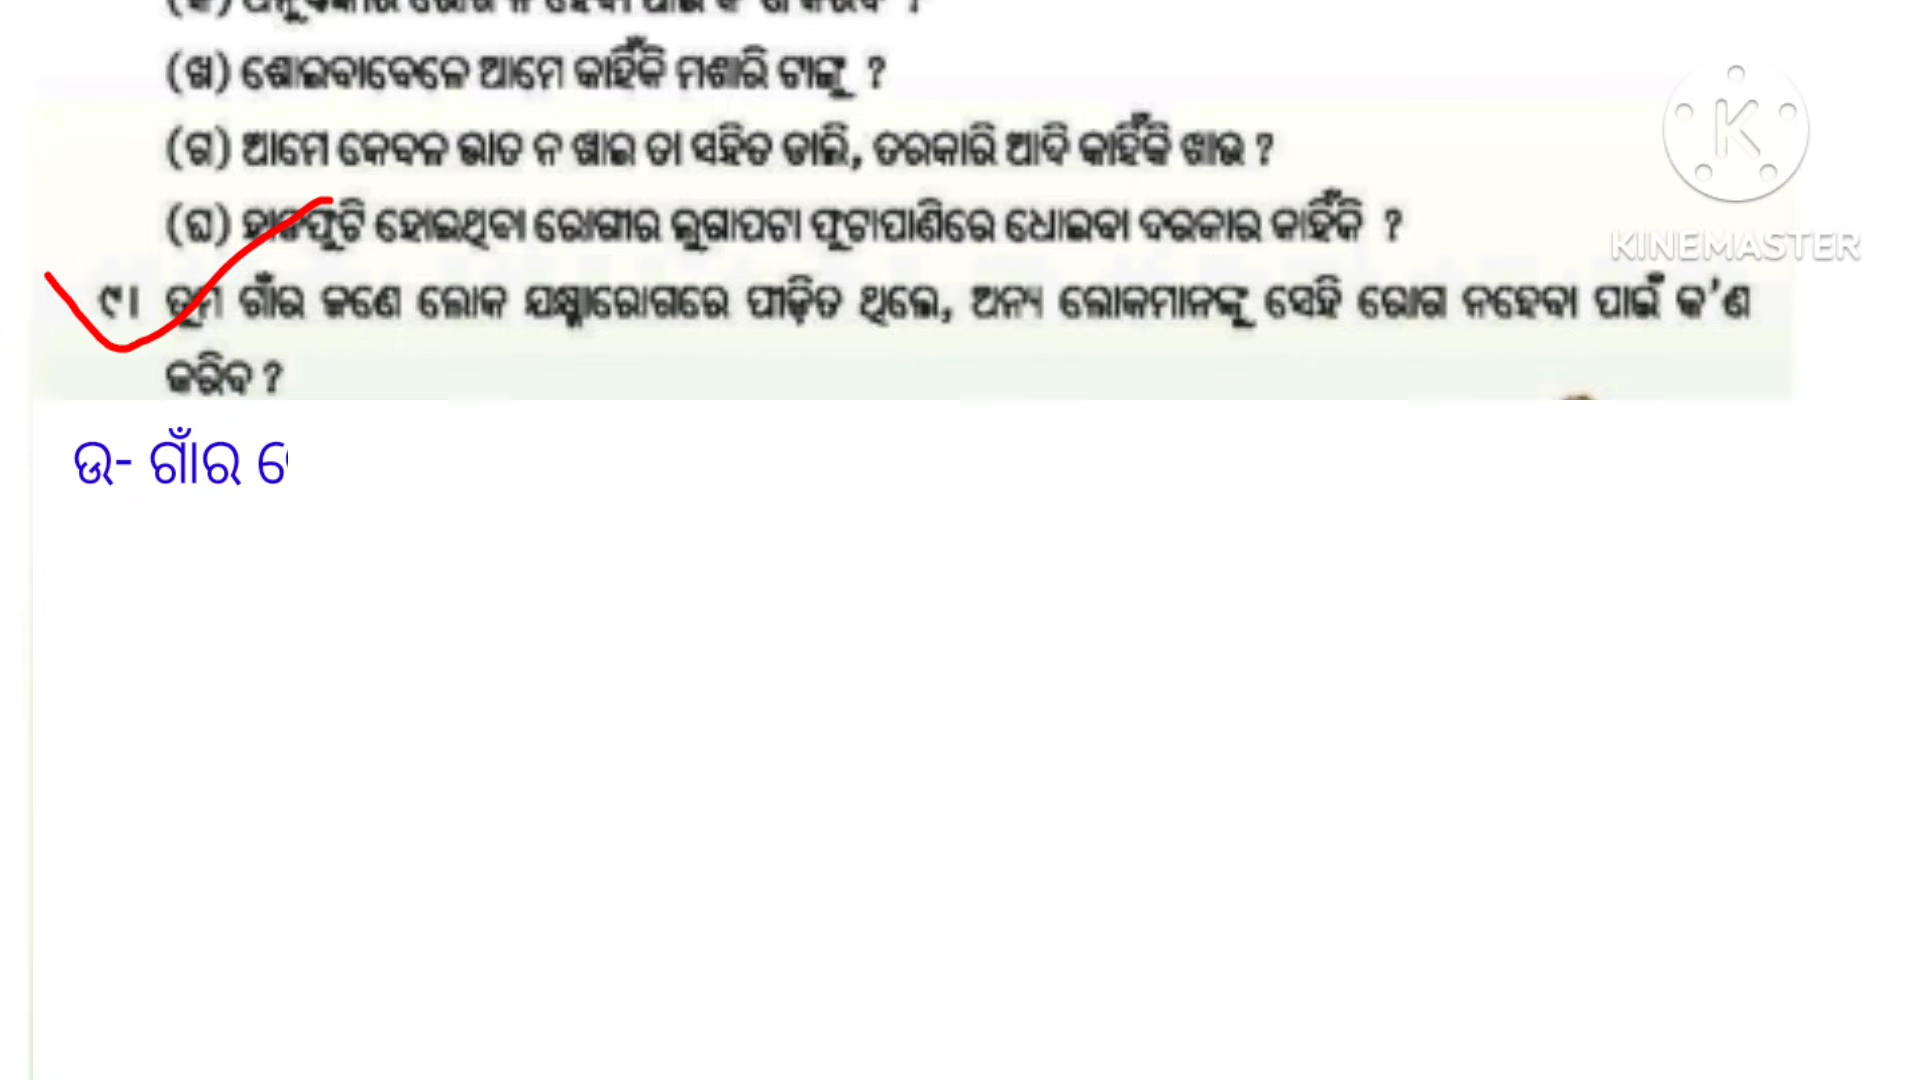 (ଖ) ଶୋଇବାବେଳେ ଆମେ କାହିଁକି ମଶାରି ଟାଙ୍କୁ ?
(ଗ) ଆମେ କେବଳ ଭାତ ନ ଖାଇ ତା ସହିତ ଡାଲି, ତରକାରି ଆଦି କାହିଁକି ଖାଉ ?
(ଘ) ହାଡଫୁଟି ହୋଇଥିବା ରୋଗୀର ଲୁଗାପଟା ଫୁଟାପାଣିରେ ଧୋଇବା ଦରକାର କାହିଁକି ?
KINEMASTER
୯। ତୁମ ଗାଁର ଜଣେ ଲୋକ ଯକ୍ଷ୍ମାରୋଗରେ ପୀଡ଼ିତ ଥିଲେ, ଅନ୍ୟ ଲୋକମାନଙ୍କୁ ସେହି ରୋଗ ନହେବା ପାଇଁ କ'ଣ
କରିବ ?
ଉ- ଗାଁର